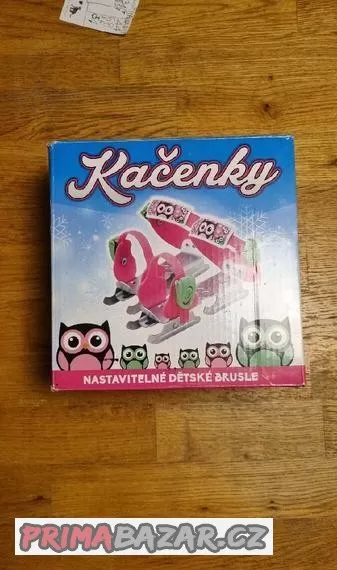 Kačenky
NASTAVITELNÉ DĚTSKÉ BRUSLE
PRIMABAZAR.CZ